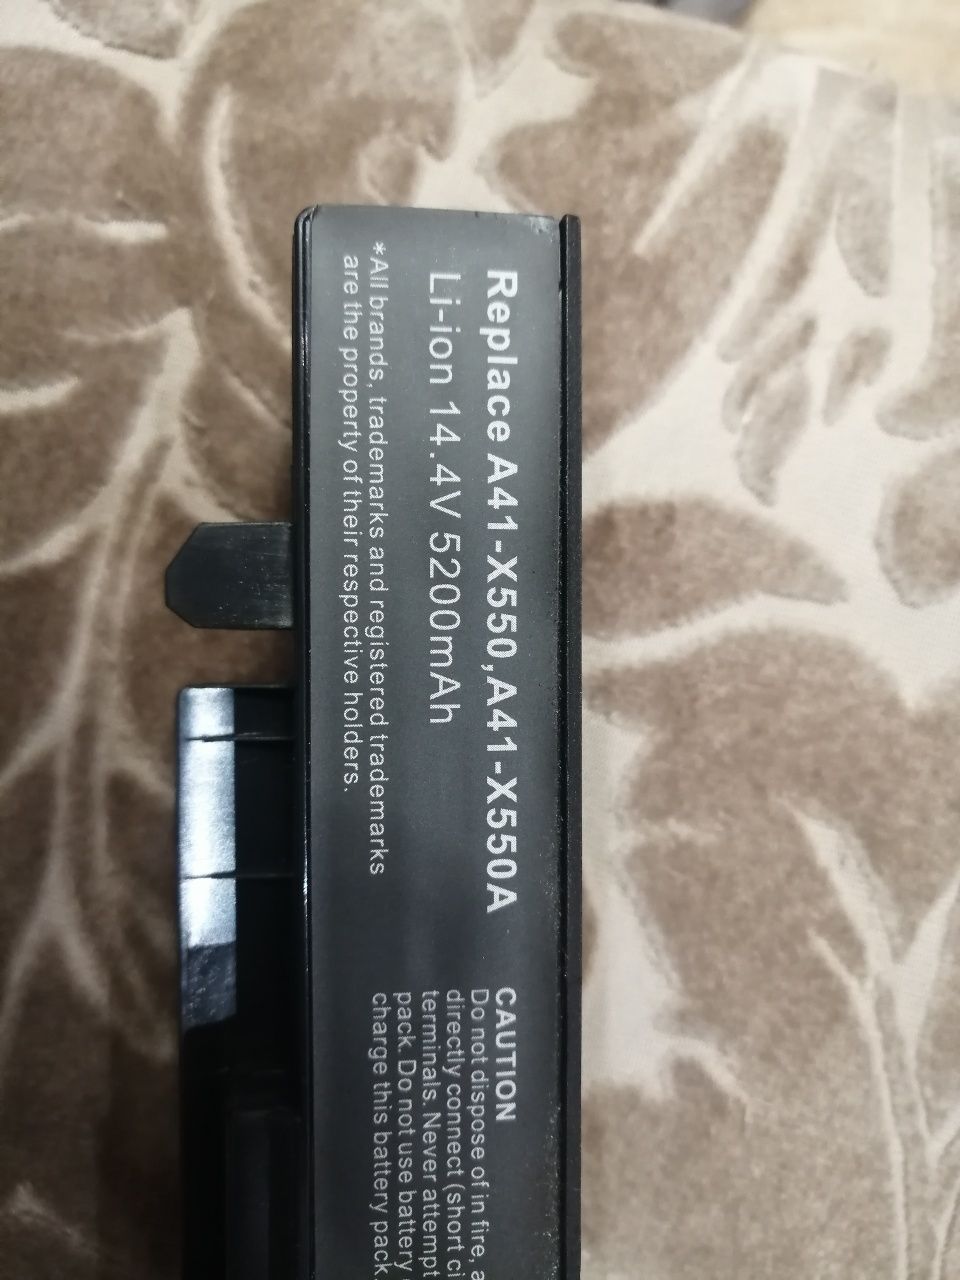 Replace A41-X550,A41-X550A
Li-ion 14.4V 5200mAh
*All brands, trademarks and registered trademarks
are the property of their respective holders.
CAUTION
Do not dispose of in fire,
directly connect (short
terminals. Never attempt
pack. Do not use battery
charge this battery pack.